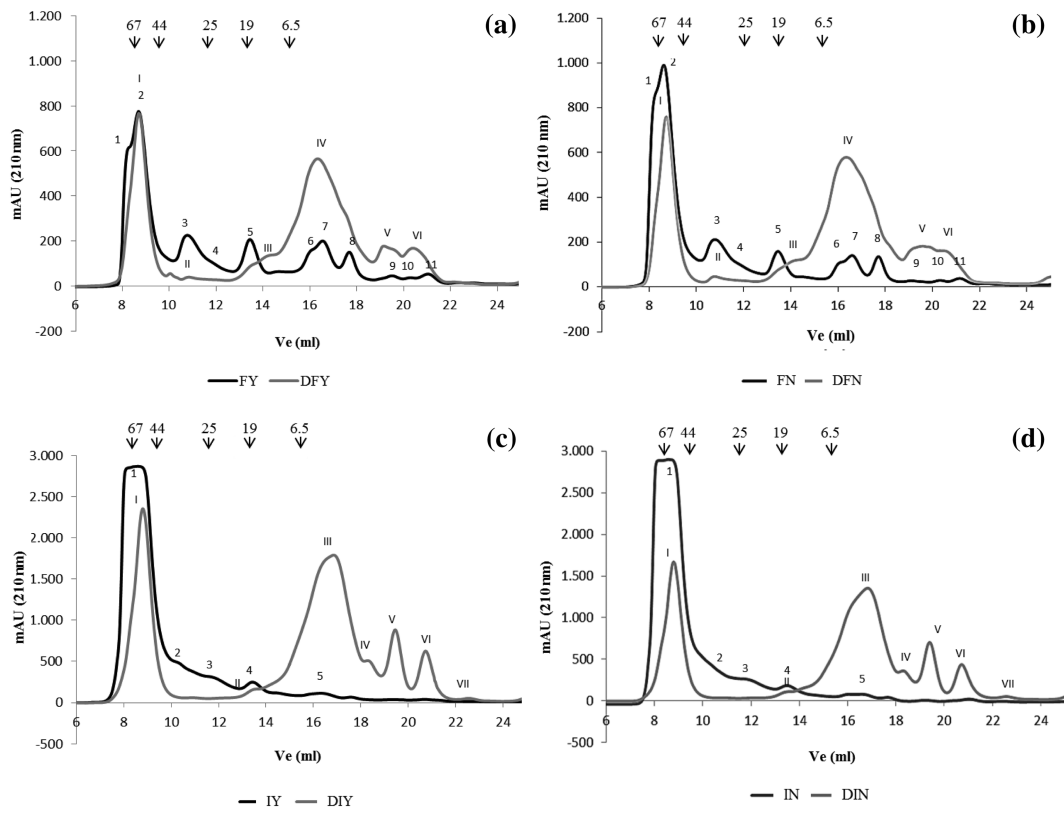 1.200
67 44 25 19 6.5
(a)
1.000
I
2
800
1
IV
600
mAU (210 nm)
400
3
5
7
V VI
200
4
III
6
8
II
9 10 11
0
6 8 10 12 14 16 18 20 22 24
-200
Ve (ml)
FY DFY
1.200
67 44 25 19 6.5
(b)
2
1.000
1
I
800
IV
600
mAU (210 nm)
400
3
5
7
8
V VI
200
4
III
6
II
9 10 11
0
6 8 10 12 14 16 18 20 22 24
-200
Ve (ml)
FN DFN
67 44 25 19 6.5
(c)
3.000
1
2.500
I
2.000
III
1.500
mAU (210 nm)
1.000
V
VI
IV
500
2
3
4
5
II
VII
0
6 8 10 12 14 16 18 20 22 24
-500
Ve (ml)
IY DIY
67 44 25 19 6.5
(d)
3.000
1
2.500
2.000
I
III
1.500
mAU (210 nm)
1.000
V
VI
IV
500
2
3
4
II
5
VII
0
6 8 10 12 14 16 18 20 22 24
-500
Ve (ml)
IN DIN